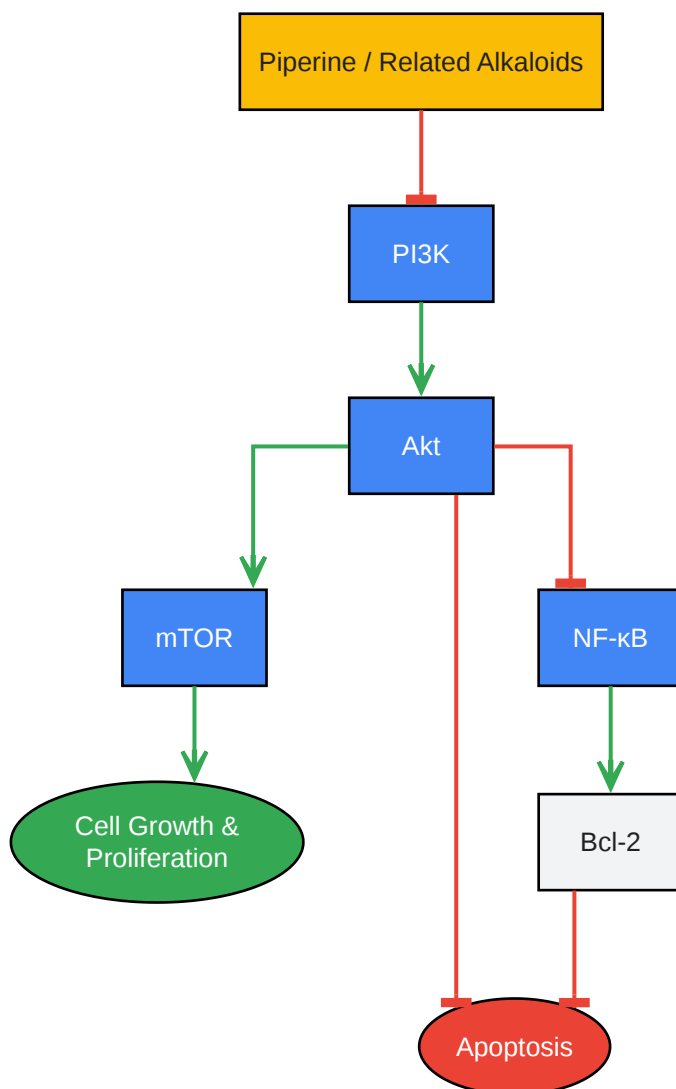 Piperine / Related Alkaloids
PI3K
Akt
mTOR
NF-κB
Cell Growth &
Proliferation
Bcl-2
Apoptosis